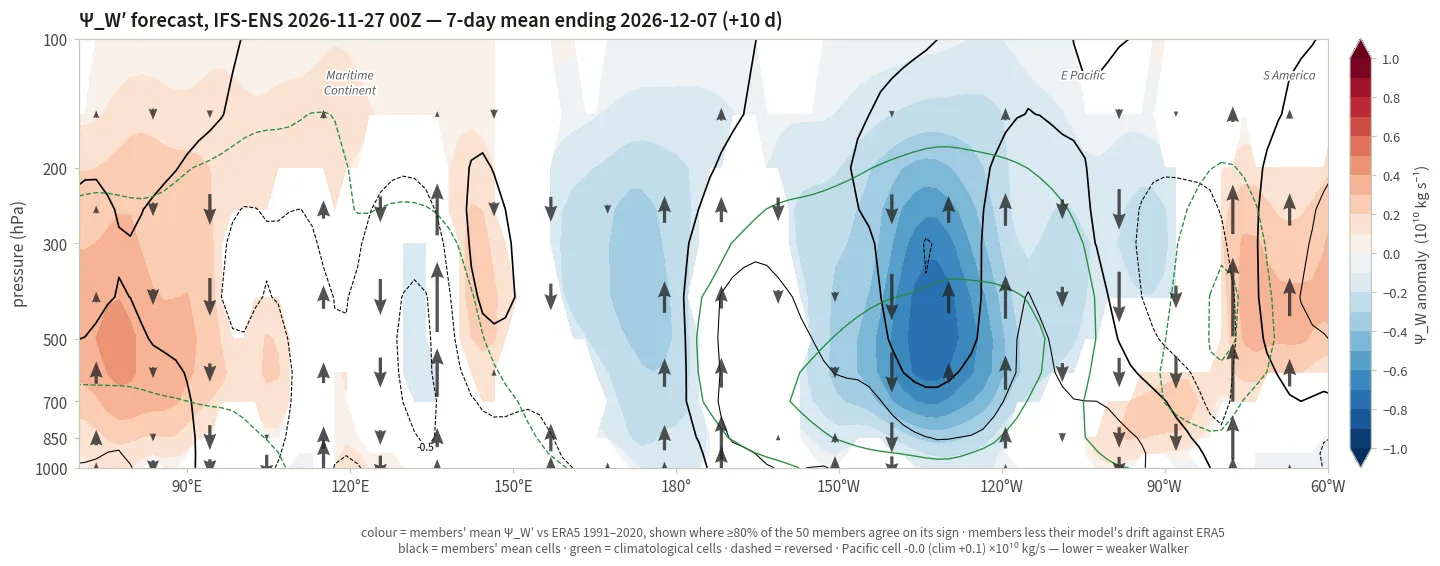 Ψ_W′ forecast, IFS-ENS 2026-11-27 00Z — 7-day mean ending 2026-12-07 (+10 d)
100
200
300
500
700
850
1000
pressure (hPa)
Maritime
Continent
E Pacific
S America
-0.5
90°E
120°E
150°E
180°
150°W
120°W
90°W
60°W
1.0
0.8
0.6
0.4
0.2
0.0
−0.2
−0.4
−0.6
−0.8
−1.0
Ψ_W anomaly (10¹⁰ kg s⁻¹)
colour = members' mean Ψ_W′ vs ERA5 1991–2020, shown where ≥80% of the 50 members agree on its sign · members less their model's drift against ERA5
black = members' mean cells · green = climatological cells · dashed = reversed · Pacific cell -0.0 (clim +0.1) ×10¹⁰ kg/s — lower = weaker Walker